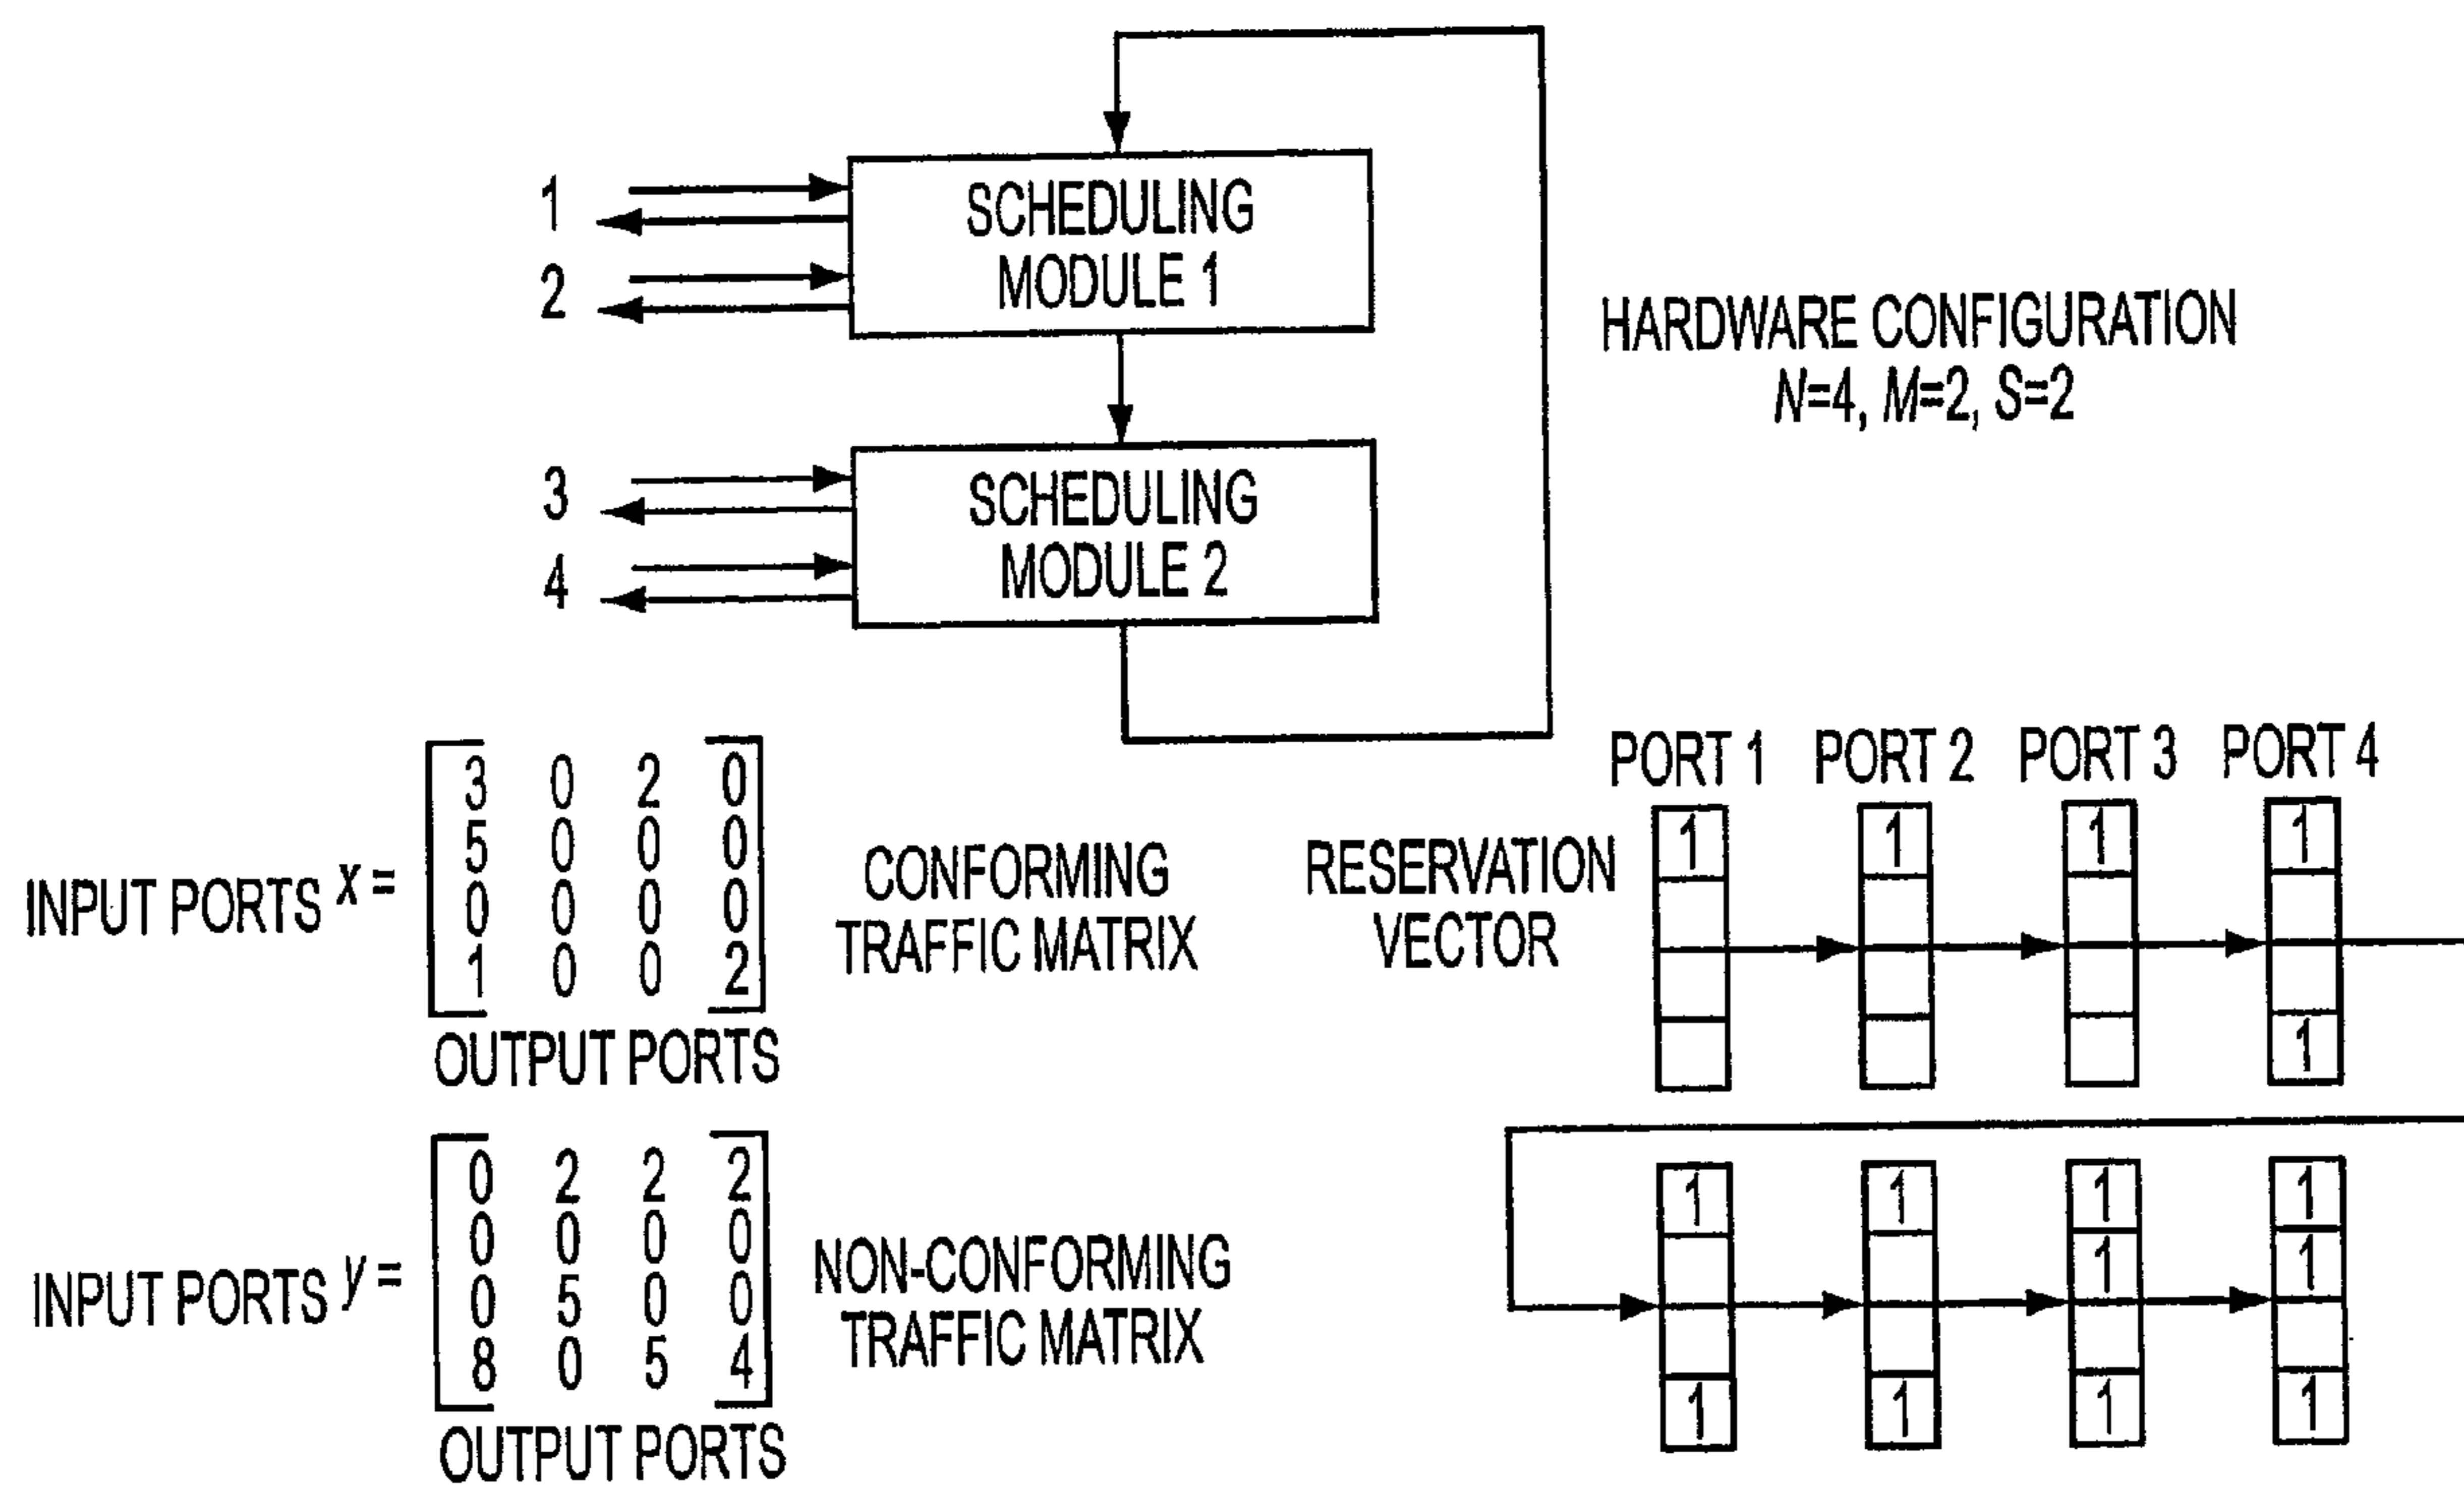 1
2
SCHEDULING
MODULE 1
HARDWARE CONFIGURATION
N=4, M=2, S=2
3
4
SCHEDULING
MODULE 2
INPUT PORTS x =
3 0 2 0
5 0 0 0
0 0 0 0
1 0 0 2
OUTPUT PORTS
CONFORMING
TRAFFIC MATRIX
RESERVATION
VECTOR
PORT 1 PORT 2 PORT 3 PORT 4
1 1 1 1
1
INPUT PORTS y =
0 2 2 2
0 0 0 0
0 5 0 0
8 0 5 4
OUTPUT PORTS
NON-CONFORMING
TRAFFIC MATRIX
1 1 1 1
1 1
1 1 1 1